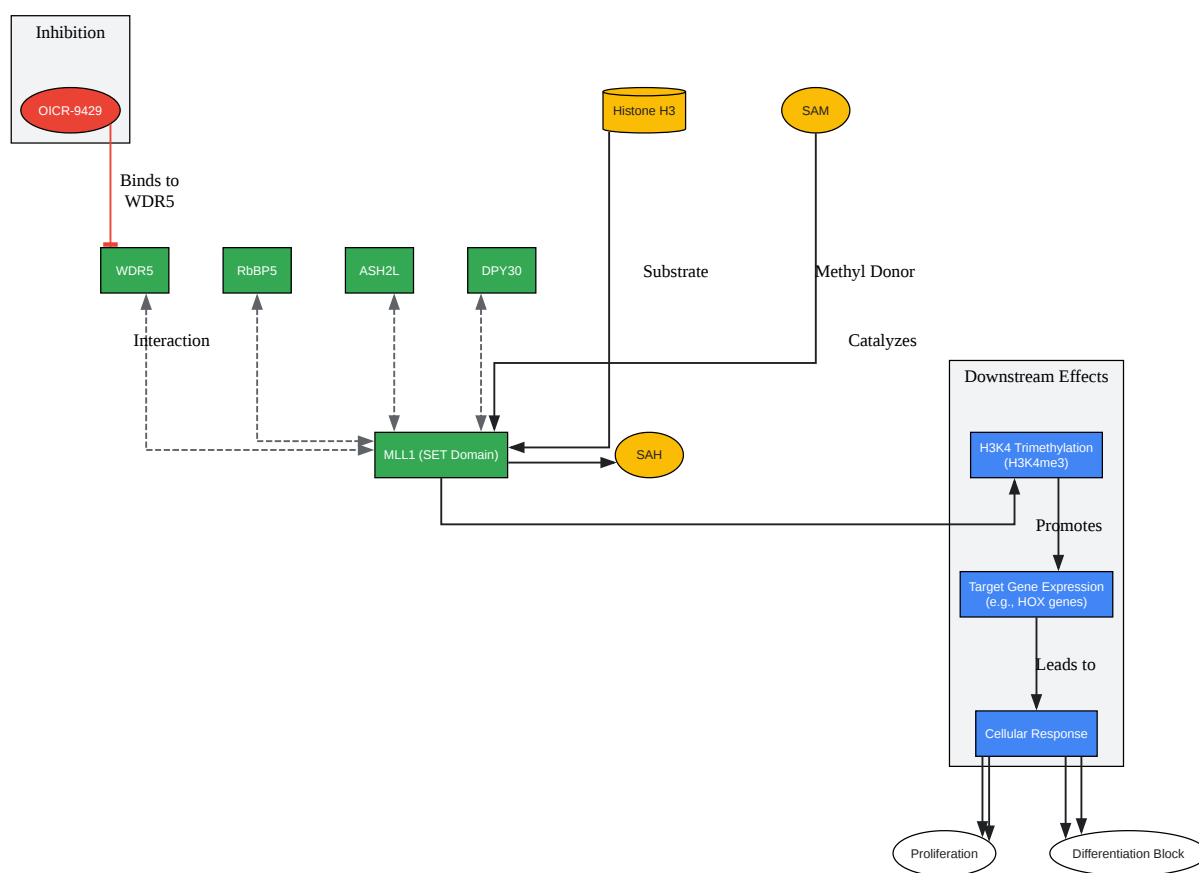 Inhibition
OICR-9429
Histone H3
SAM
Binds to
WDR5
WDR5
RbBP5
ASH2L
DPY30
Substrate
Methyl Donor
Interaction
Catalyzes
Downstream Effects
MLL1 (SET Domain)
SAH
H3K4 Trimethylation
(H3K4me3)
Promotes
Target Gene Expression
(e.g., HOX genes)
Leads to
Cellular Response
Proliferation
Differentiation Block